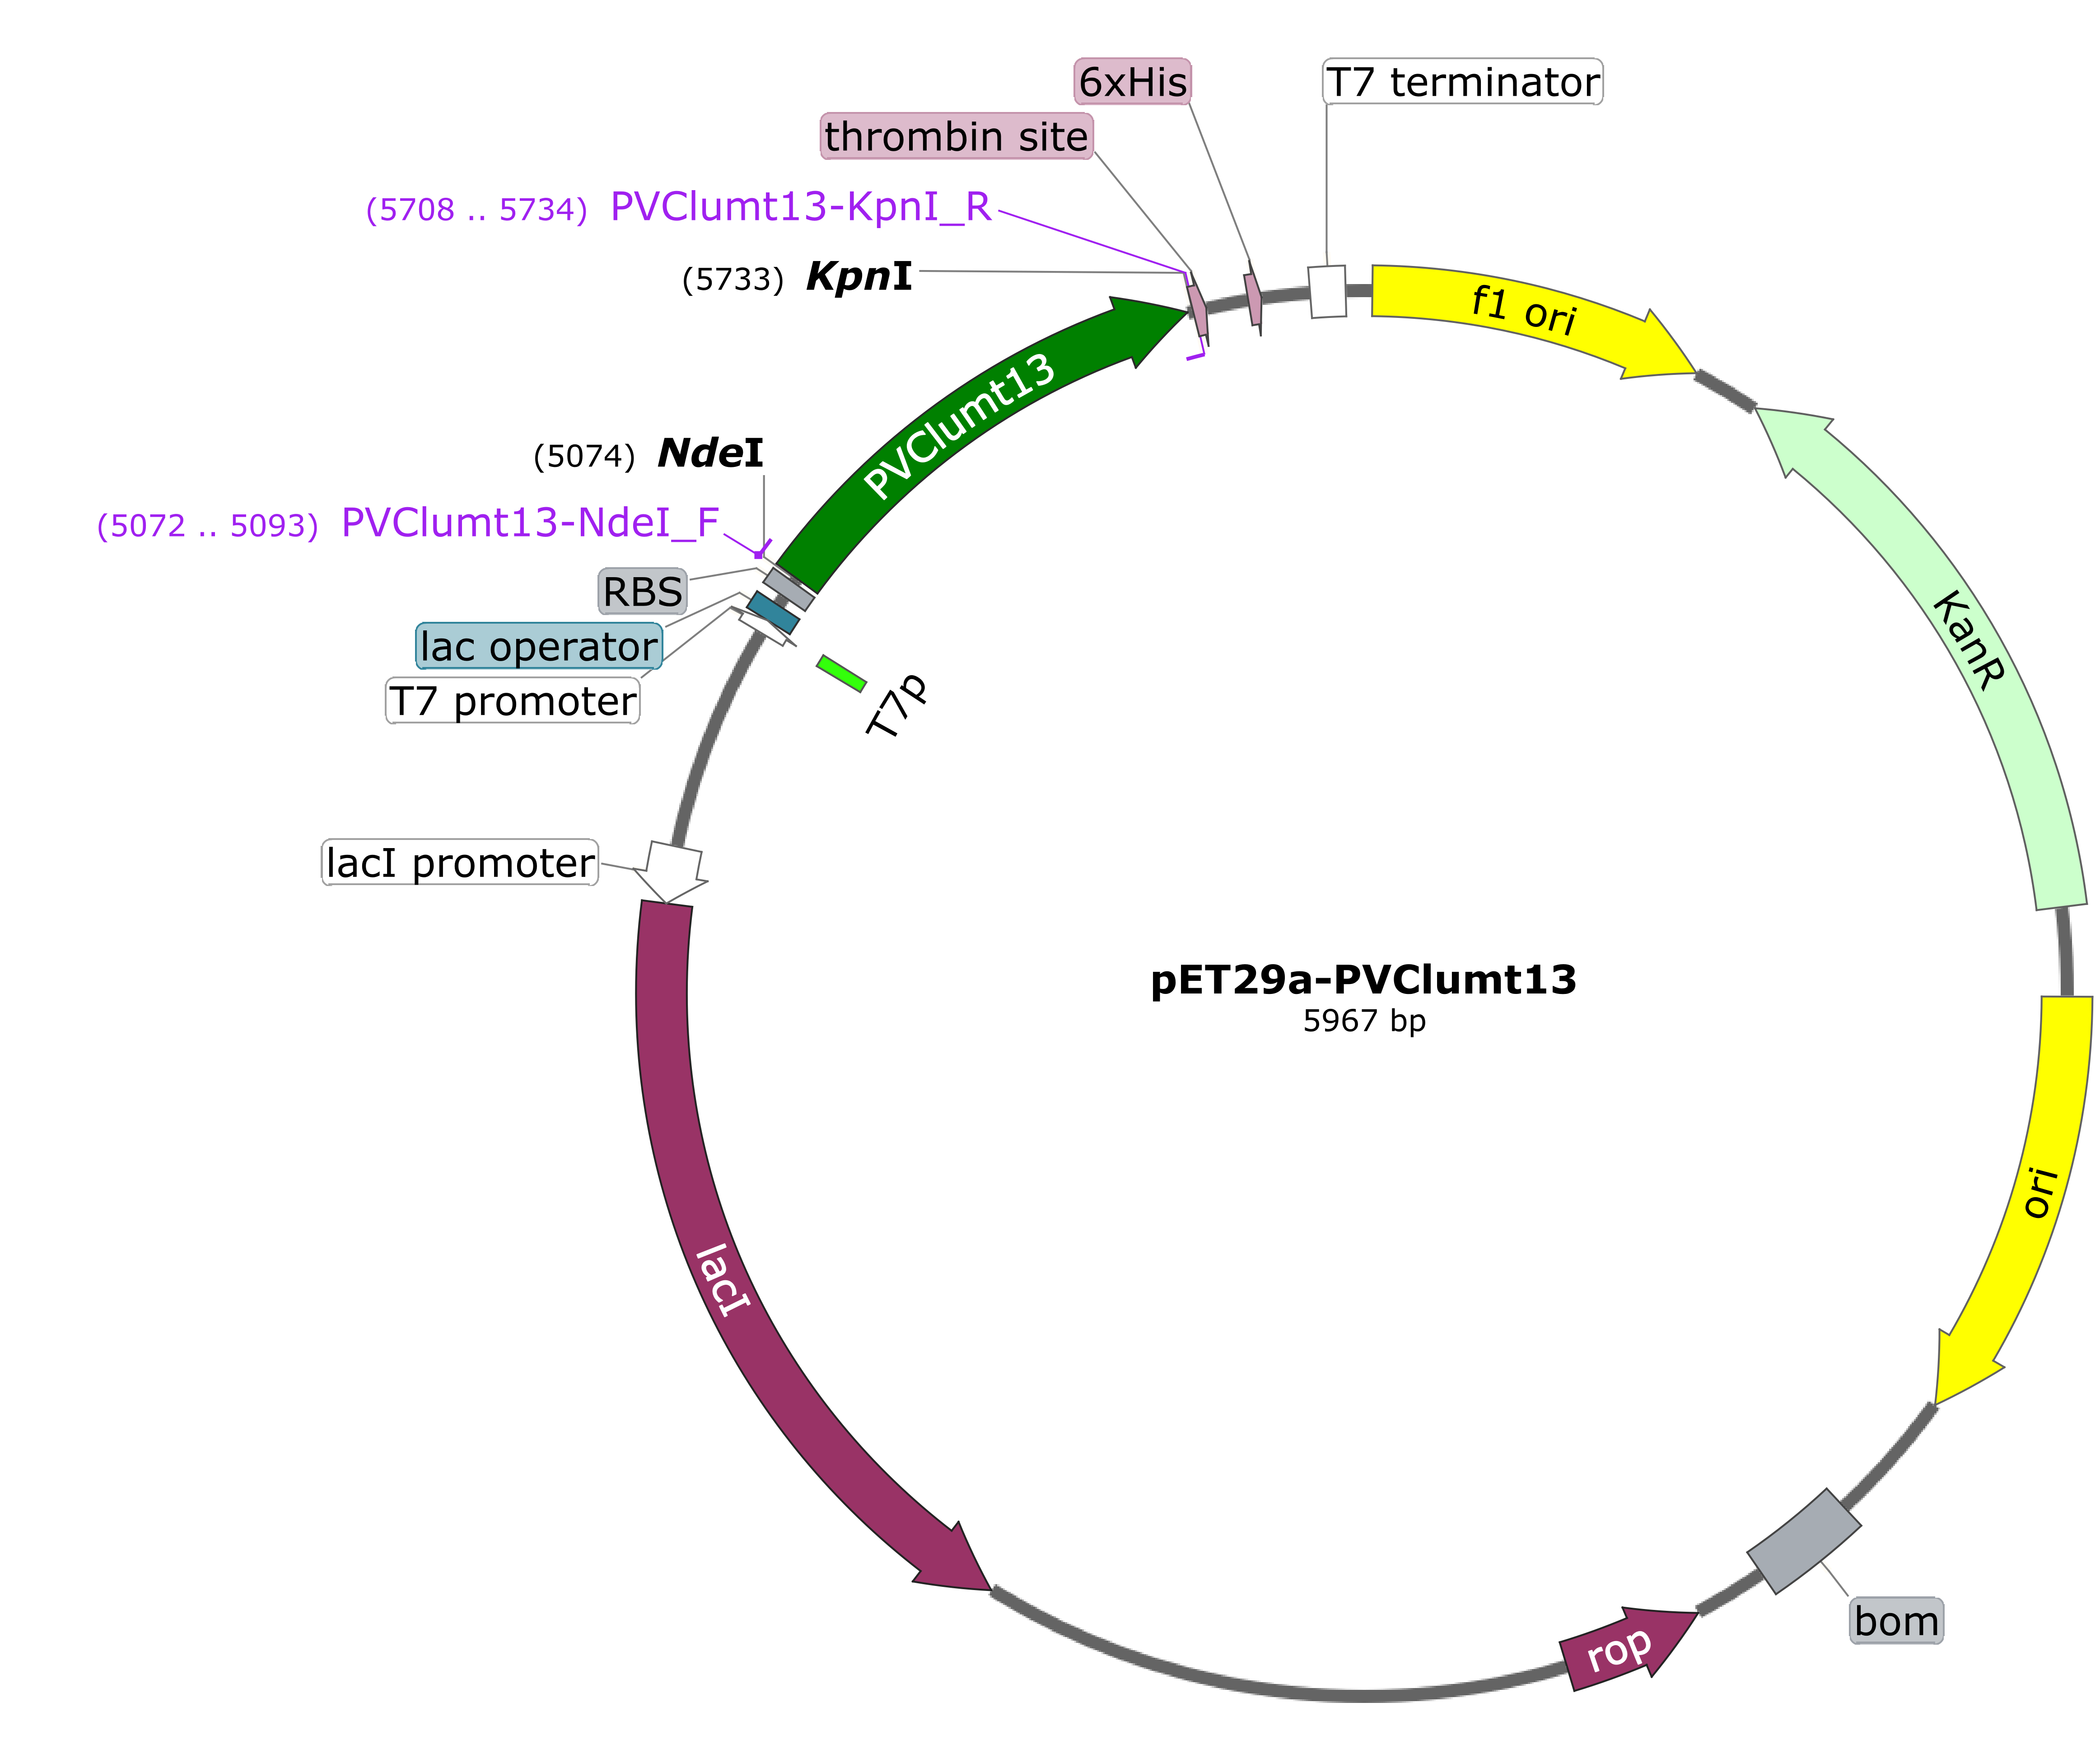 6xHis
T7 terminator
thrombin site
(5708 .. 5734) PVClumt13-KpnI_R
(5733) KpnI
f1 ori
PVClumt13
(5074) NdeI
(5072 .. 5093) PVClumt13-NdeI_F
RBS
lac operator
T7 promoter
T7p
KanR
lacI promoter
pET29a-PVClumt13
5967 bp
ori
lacI
bom
rop